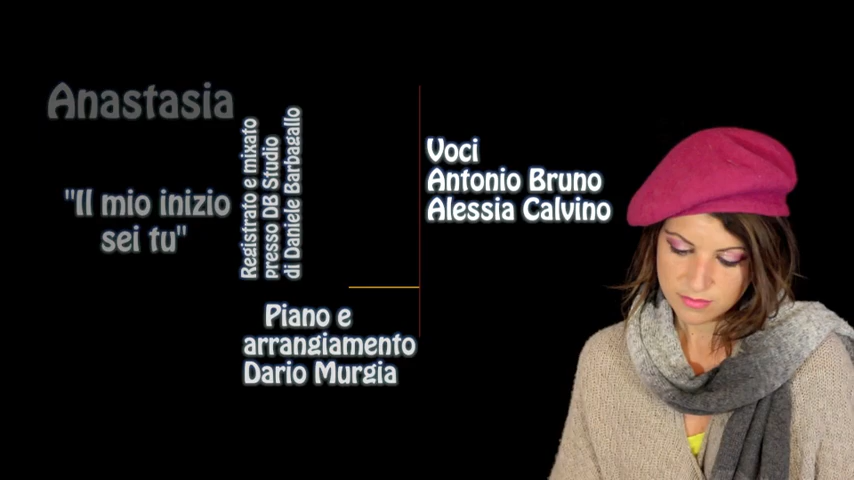 Anastasia
"Il mio inizio
sei tu"
Registrato e mixato
presso DB Studio
di Daniele Barbagallo
Voci
Antonio Bruno
Alessia Calvino
Piano e
arrangiamento
Dario Murgia